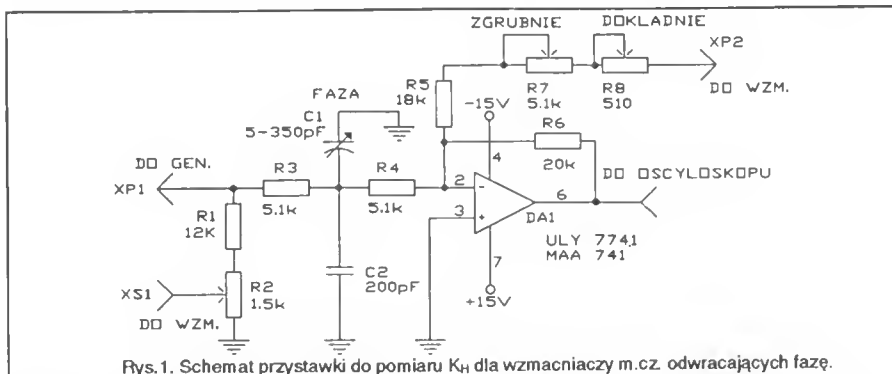 ZGRUBNIE
DOKLADNIE
XP2
R5
18k
R7
5.1k
R8
510
DO WZM.
FAZA
C1
5-350pF
-15V
4
R6
20k
DO GEN.
XP1
R3
5.1k
R4
5.1k
2
-
3
+
6
DO OSCYLOSKOPU
DA1
ULY 7741
MAA 741
7
+15V
R1
12K
XS1
R2
1.5k
DO WZM.
C2
200pF
Rys.1. Schemat przystawki do pomiaru KH dla wzmacniaczy m.cz. odwracających fazę.